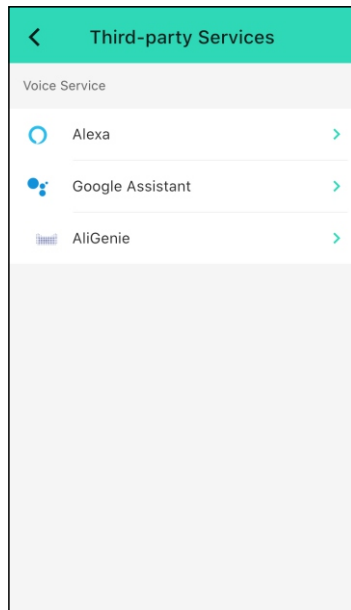 Third-party Services
Voice Service
Alexa
Google Assistant
AliGenie